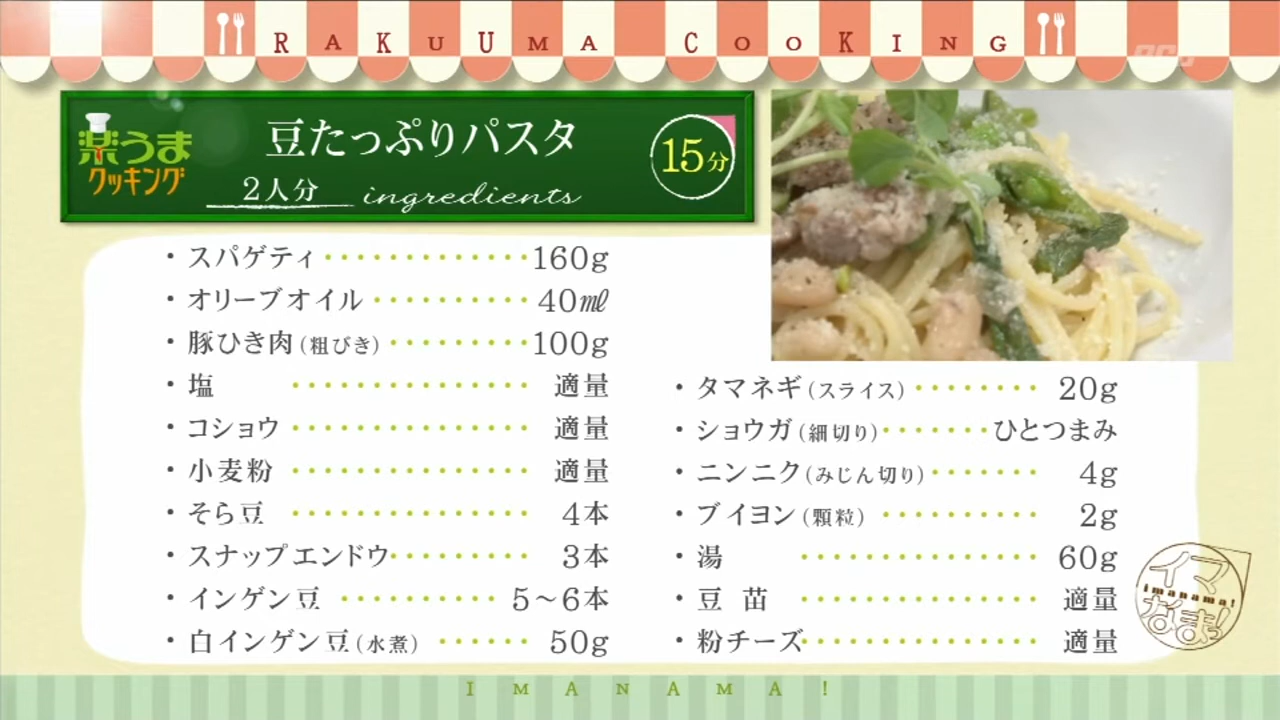 RAKUUMA COOKING
楽うまクッキング
豆たっぷりパスタ
2人分 ingredients
15分
・スパゲティ 160g
・オリーブオイル 40㎖
・豚ひき肉(粗びき) 100g
・塩 適量
・コショウ 適量
・小麦粉 適量
・そら豆 4本
・スナップエンドウ 3本
・インゲン豆 5〜6本
・白インゲン豆(水煮) 50g
・タマネギ(スライス) 20g
・ショウガ(細切り) ひとつまみ
・ニンニク(みじん切り) 4g
・ブイヨン(顆粒) 2g
・湯 60g
・豆苗 適量
・粉チーズ 適量
イマなまっ!
imanama!
IMANAMA!